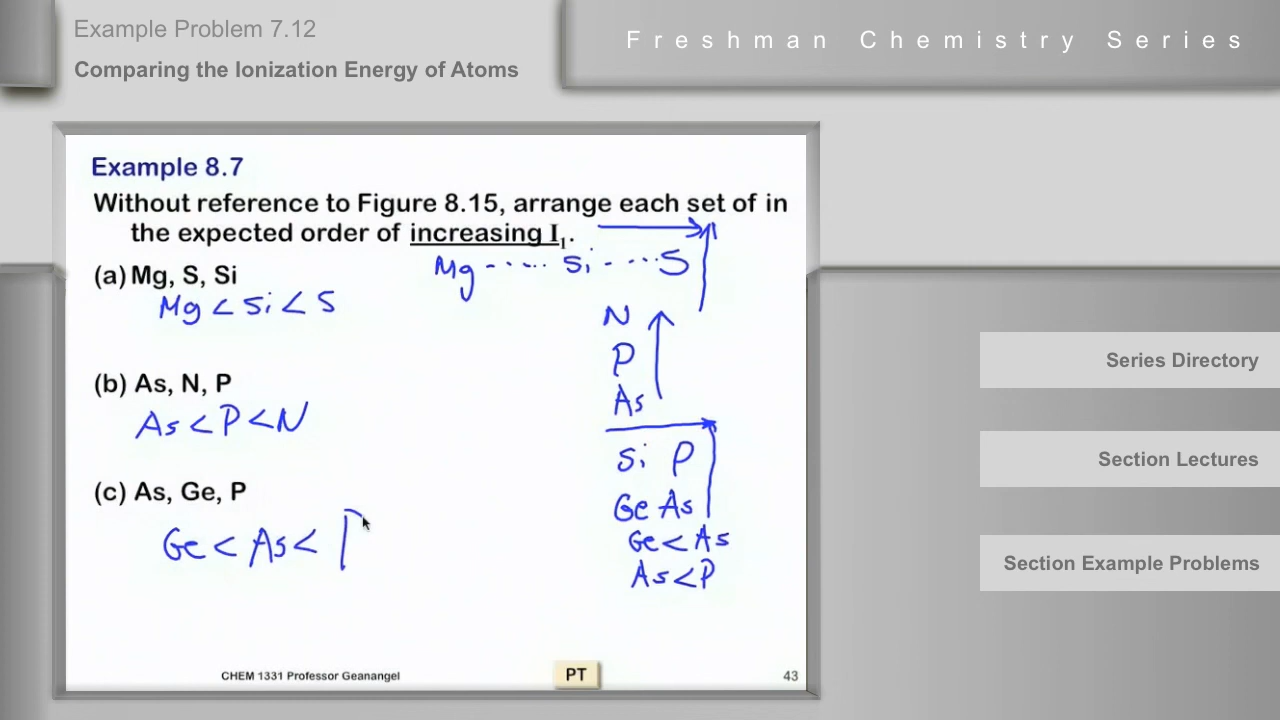 Example Problem 7.12
Comparing the Ionization Energy of Atoms
Freshman Chemistry Series
Example 8.7
Without reference to Figure 8.15, arrange each set of in
the expected order of increasing I₁.
(a) Mg, S, Si
Mg ..... Si ..... S
Mg < Si < S
N
P
As
(b) As, N, P
As < P < N
Si P
(c) As, Ge, P
Ge As
Ge < As <
Ge < As
As < P
CHEM 1331 Professor Geanangel
PT
43
Series Directory
Section Lectures
Section Example Problems